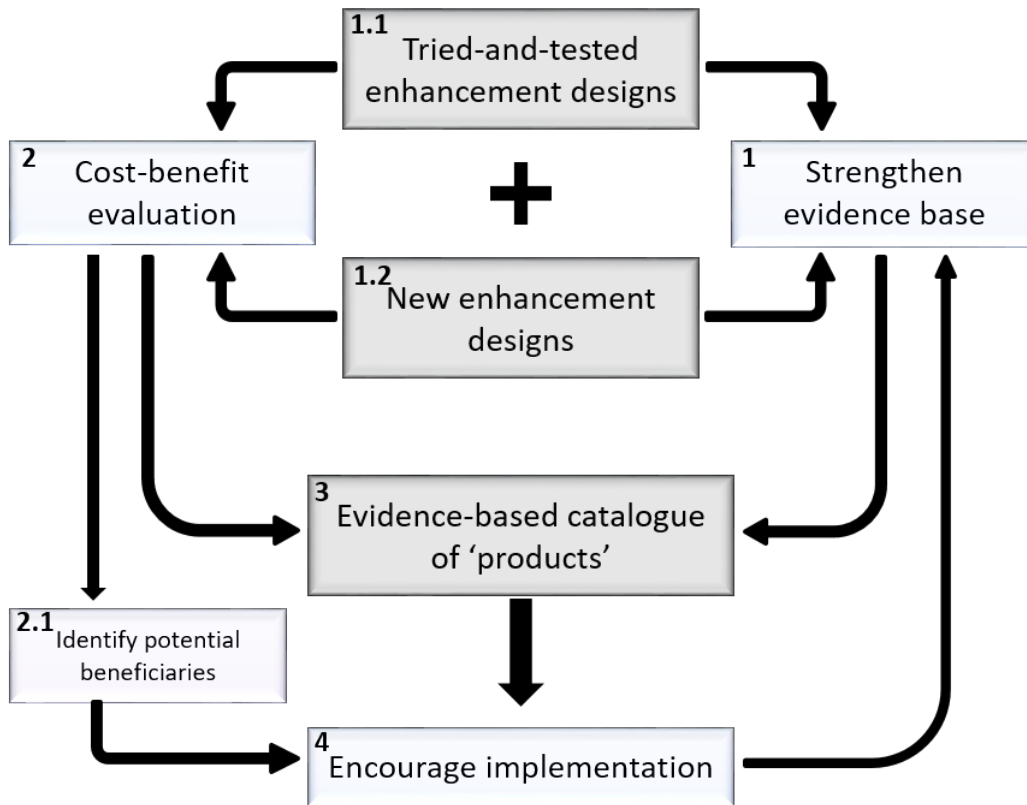 1.1
Tried-and-tested
enhancement designs
2
Cost-benefit
evaluation
1
Strengthen
evidence base
1.2
New enhancement
designs
3
Evidence-based catalogue
of ‘products’
2.1
Identify potential
beneficiaries
4
Encourage implementation